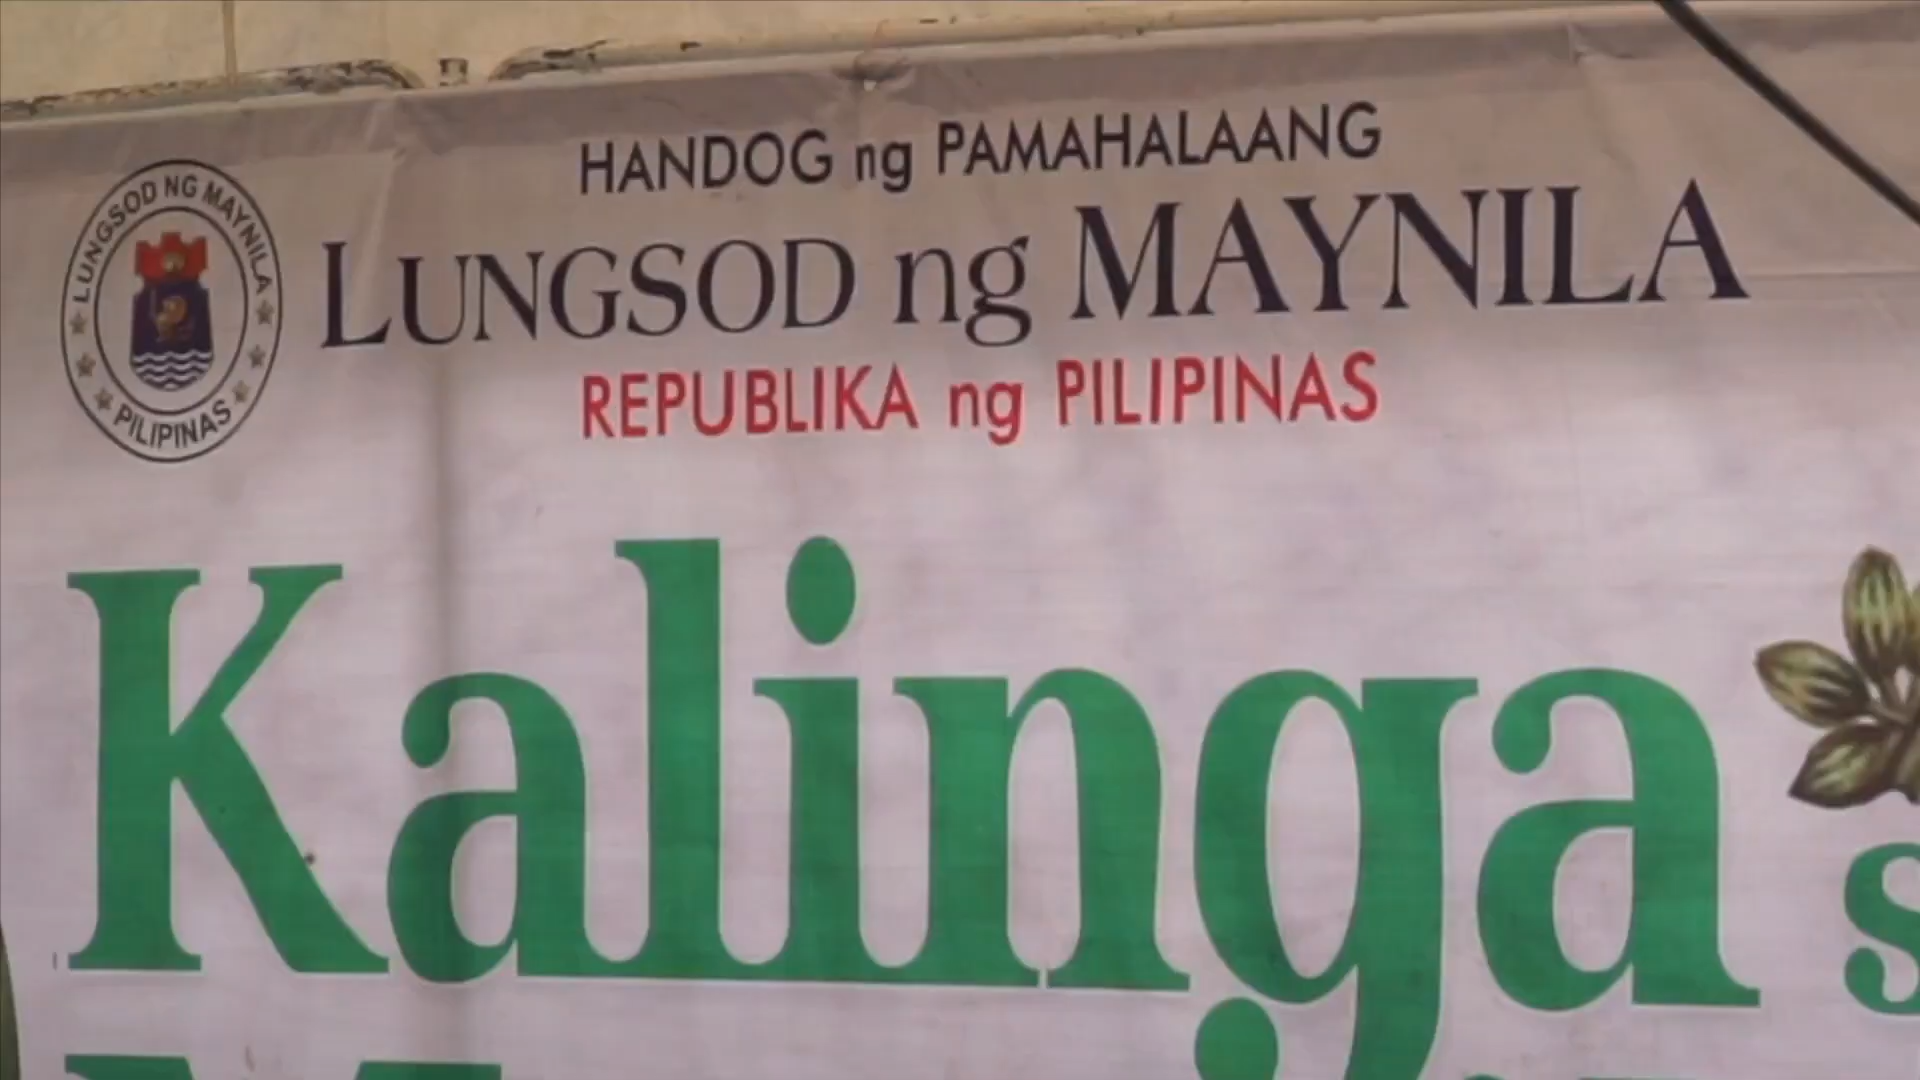 LUNGSOD NG MAYNILA
PILIPINAS
HANDOG ng PAMAHALAANG
LUNGSOD ng MAYNILA
REPUBLIKA ng PILIPINAS
Kalinga